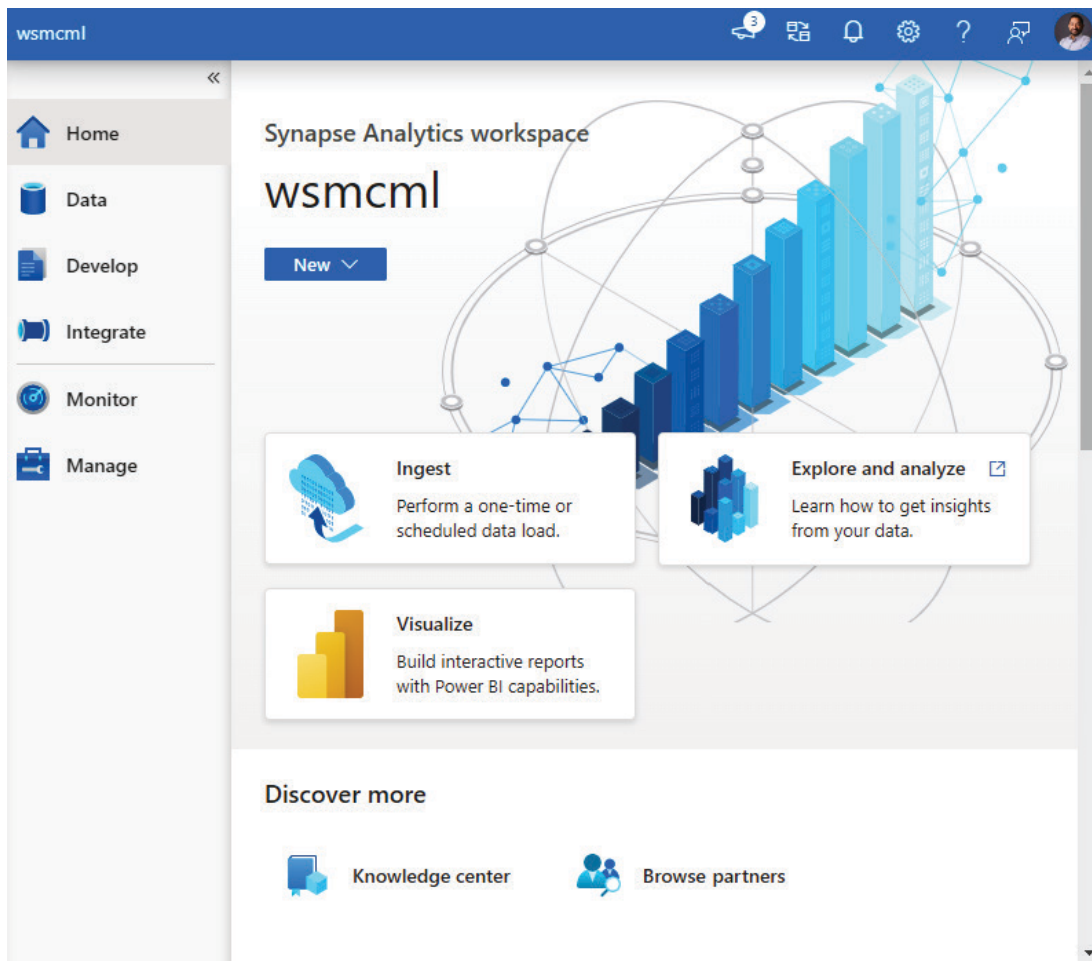 wsmcml
3
«
Home
Data
Develop
Integrate
Monitor
Manage
Synapse Analytics workspace
wsmcml
New
Ingest
Perform a one-time or
scheduled data load.
Explore and analyze
Learn how to get insights
from your data.
Visualize
Build interactive reports
with Power BI capabilities.
Discover more
Knowledge center
Browse partners